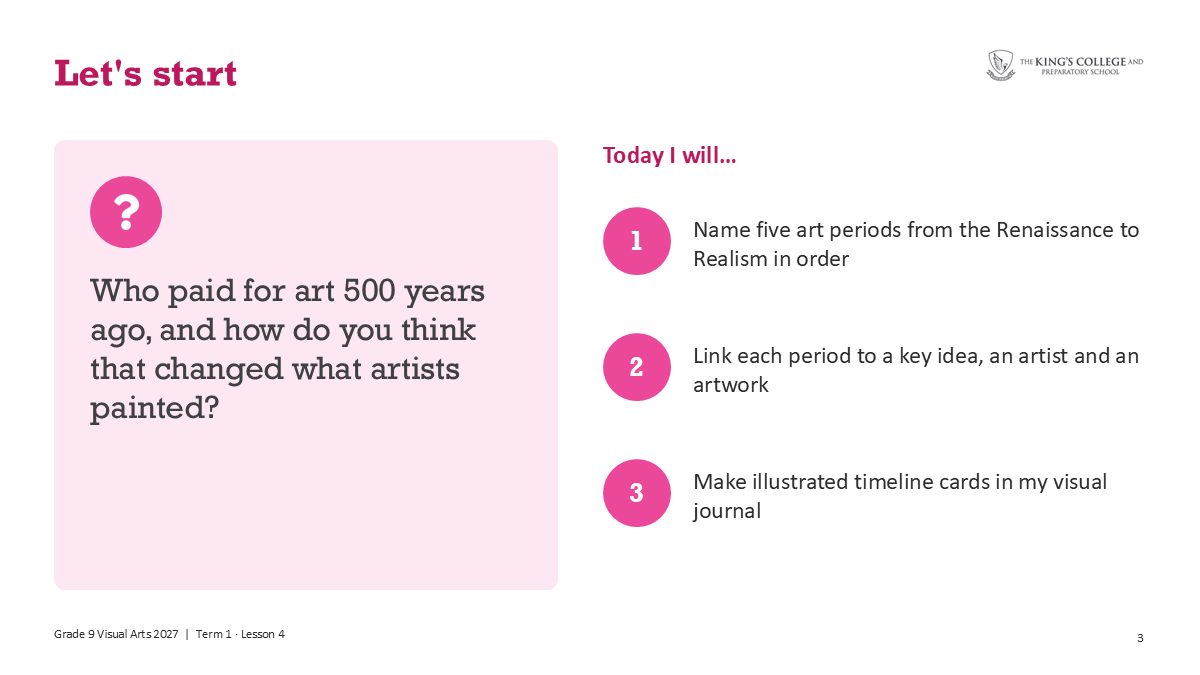 Let's start
THE KING'S COLLEGE AND
PREPARATORY SCHOOL
?
Who paid for art 500 years
ago, and how do you think
that changed what artists
painted?
Today I will...
1
Name five art periods from the Renaissance to
Realism in order
2
Link each period to a key idea, an artist and an
artwork
3
Make illustrated timeline cards in my visual
journal
Grade 9 Visual Arts 2027 | Term 1 · Lesson 4
3